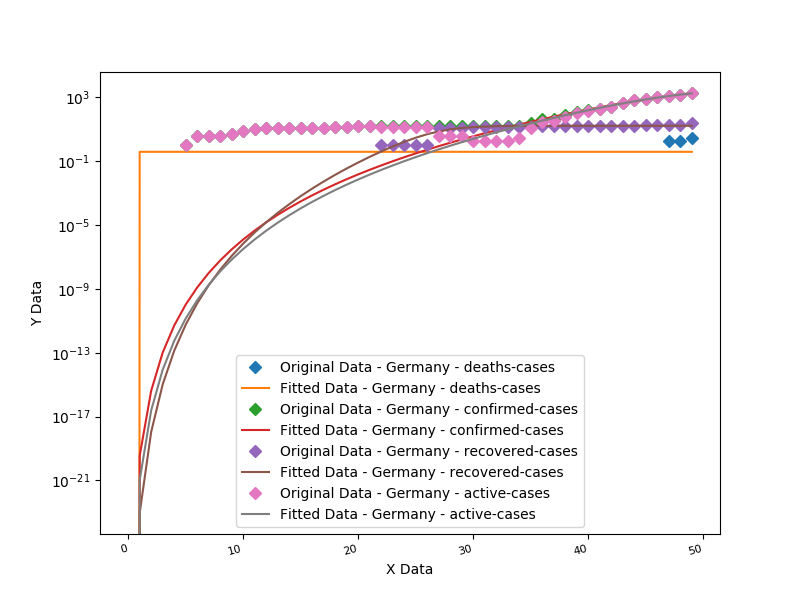 10^3
10^-1
10^-5
10^-9
10^-13
10^-17
10^-21
Y Data
Original Data - Germany - deaths-cases
Fitted Data - Germany - deaths-cases
Original Data - Germany - confirmed-cases
Fitted Data - Germany - confirmed-cases
Original Data - Germany - recovered-cases
Fitted Data - Germany - recovered-cases
Original Data - Germany - active-cases
Fitted Data - Germany - active-cases
0 10 20 30 40 50
X Data